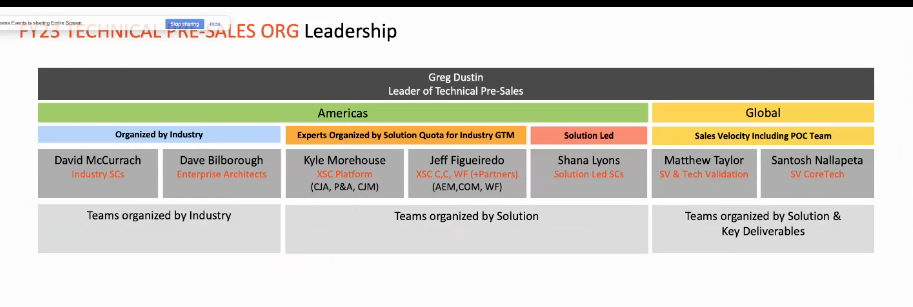 Events is sharing Entire Screen
Stop sharing Hide
FY23 TECHNICAL PRE-SALES ORG Leadership
Greg Dustin
Leader of Technical Pre-Sales
Americas
Global
Organized by Industry
Experts Organized by Solution Quota for Industry GTM
Solution Led
Sales Velocity Including POC Team
David McCurrach
Industry SCs
Dave Bilborough
Enterprise Architects
Kyle Morehouse
XSC Platform
(CJA, P&A, CJM)
Jeff Figueiredo
XSC C,C, WF (+Partners)
(AEM,COM, WF)
Shana Lyons
Solution Led SCs
Matthew Taylor
SV & Tech Validation
Santosh Nallapeta
SV CoreTech
Teams organized by Industry
Teams organized by Solution
Teams organized by Solution &
Key Deliverables